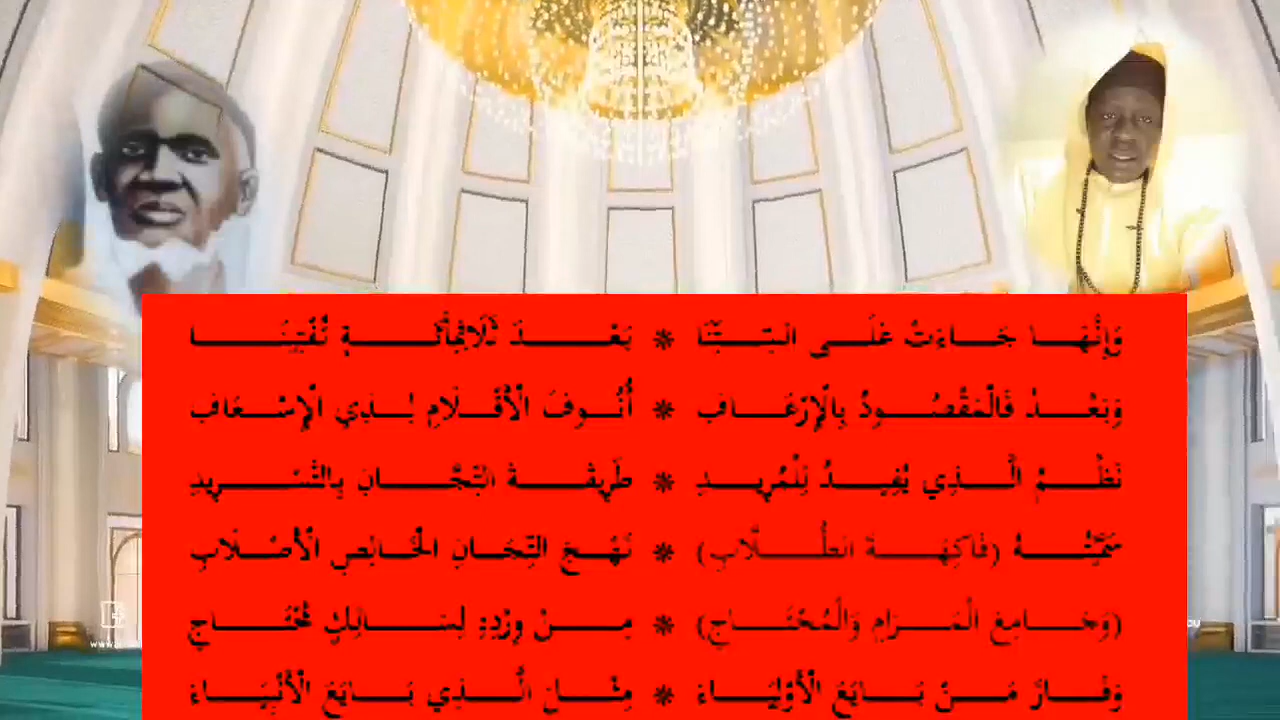 وَإِنَّهَا جَاءَتْ عَلَى النَّبِيِّنَا * بَعْدَ ثَلَاثِمِائَةٍ
وَبَعْدُ فَالْمَقْصُودُ بِالْإِرْعَافِ * أُنُوفَ الْأَقْلَامِ لِذِي الْإِسْعَافِ
نَظْمُ الَّذِي يُفِيدُ لِلْمُرِيدِ * طَرِيقَةَ التِّجَّانِ بِالتَّسْرِيدِ
سَمَّيْتُهُ (فَاكِهَةَ الطُّلَّابِ) * نَهْجَ التِّجَانِ الْخَالِصِ الْأَصْلَابِ
(وَجَامِعَ الْمَرَامِ وَالْمُحْتَاجِ) * مِنْ وِرْدِهِ لِسَالِكٍ مُحْتَاجِ
وَفَازَ مَنْ بَايَعَ الْأَوْلِيَاءَ * مِثْلَ الَّذِي بَايَعَ الْأَنْبِيَاءَ